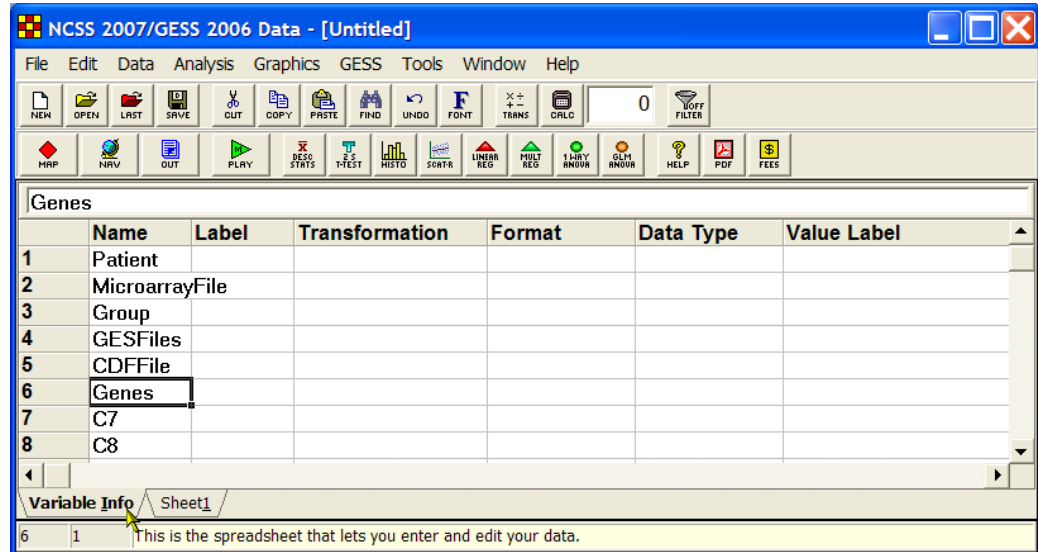 NCSS 2007/GESS 2006 Data - [Untitled]
File Edit Data Analysis Graphics GESS Tools Window Help
NEW OPEN LAST SAVE CUT COPY PASTE FIND UNDO FONT TRANS CALC 0 OFF FILTER
MAP NAV OUT PLAY DESC STATS 2 S T-TEST HISTO SCATR LINEAR REG MULT REG 1 WAY ANOVA GLM ANOVA HELP PDF FEES
Genes
Name Label Transformation Format Data Type Value Label
1 Patient
2 MicroarrayFile
3 Group
4 GESFiles
5 CDFFile
6 Genes
7 C7
8 C8
Variable Info Sheet1
6 1 This is the spreadsheet that lets you enter and edit your data.